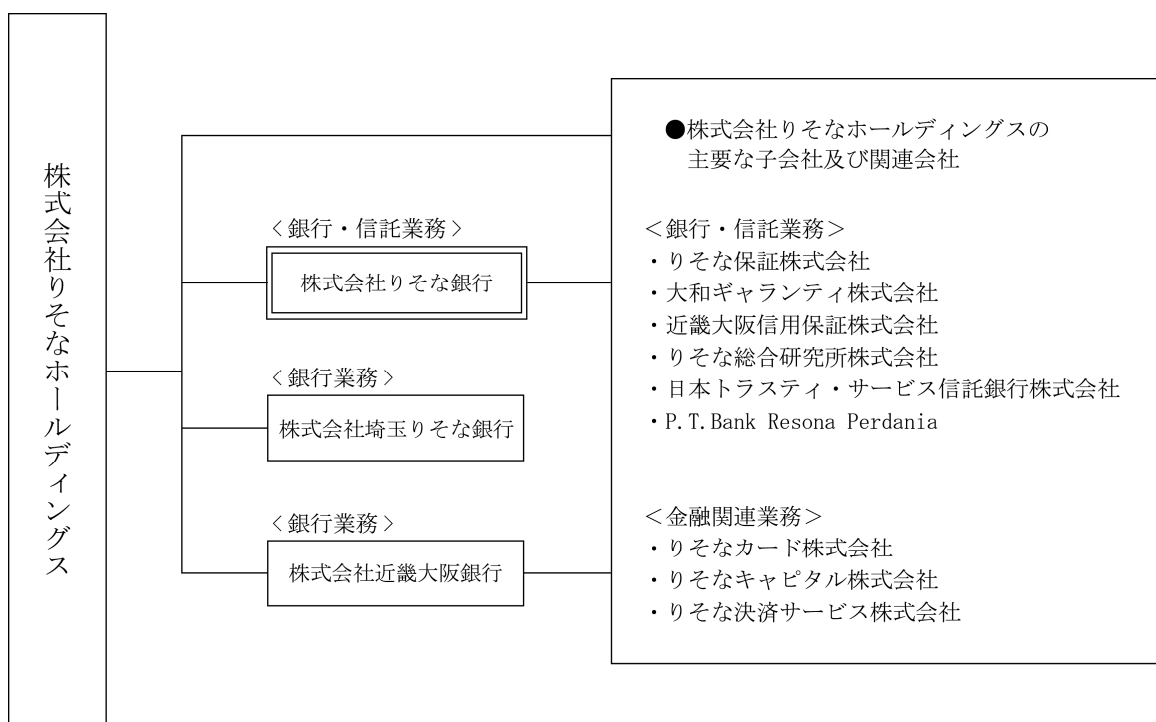 株式会社りそなホールディングス
<銀行・信託業務>
株式会社りそな銀行
<銀行業務>
株式会社埼玉りそな銀行
<銀行業務>
株式会社近畿大阪銀行
●株式会社りそなホールディングスの
主要な子会社及び関連会社
<銀行・信託業務>
・りそな保証株式会社
・大和ギャランティ株式会社
・近畿大阪信用保証株式会社
・りそな総合研究所株式会社
・日本トラスティ・サービス信託銀行株式会社
・P.T.Bank Resona Perdania
<金融関連業務>
・りそなカード株式会社
・りそなキャピタル株式会社
・りそな決済サービス株式会社